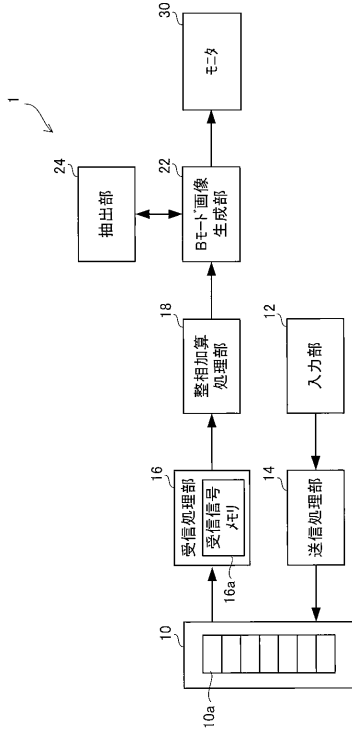 1
10
10a
16
受信処理部
受信信号
メモリ
16a
18
整相加算
処理部
24
抽出部
22
Bモード画像
生成部
30
モニタ
14
送信処理部
12
入力部